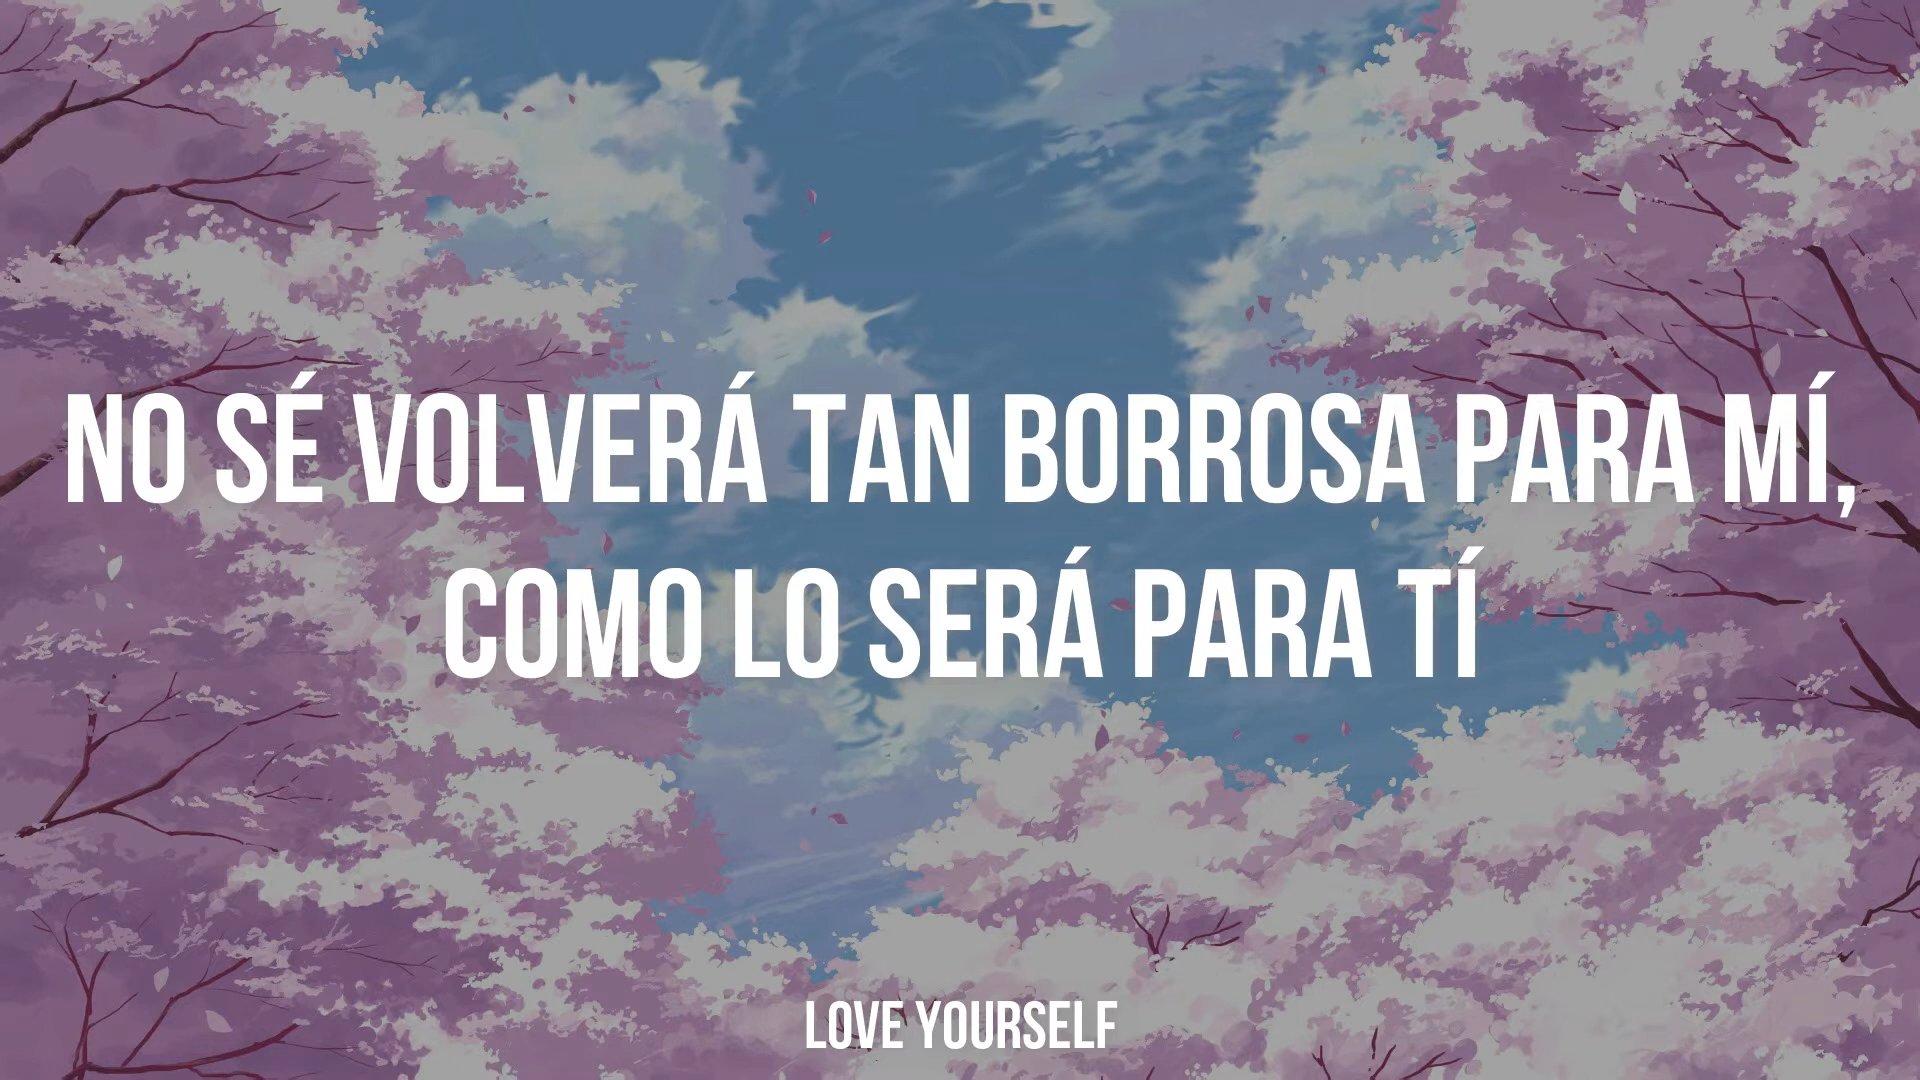 NO SÉ VOLVERÁ TAN BORROSA PARA MÍ,
COMO LO SERÁ PARA TÍ
LOVE YOURSELF